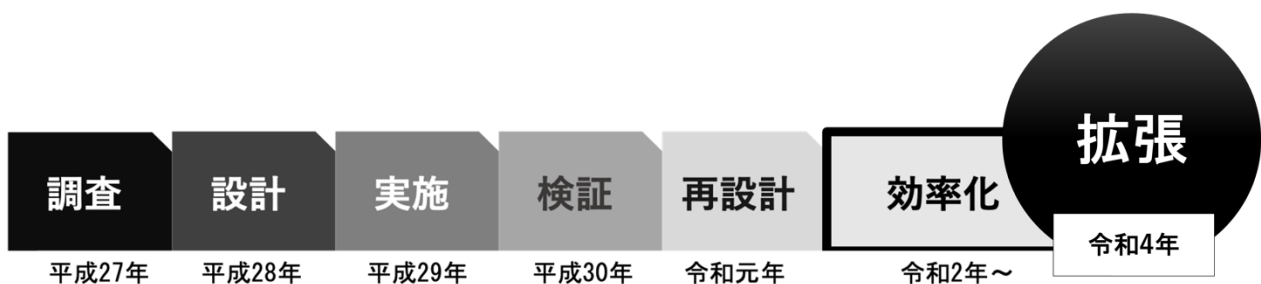 調査
設計
実施
検証
再設計
効率化
拡張
平成27年
平成28年
平成29年
平成30年
令和元年
令和2年～
令和4年